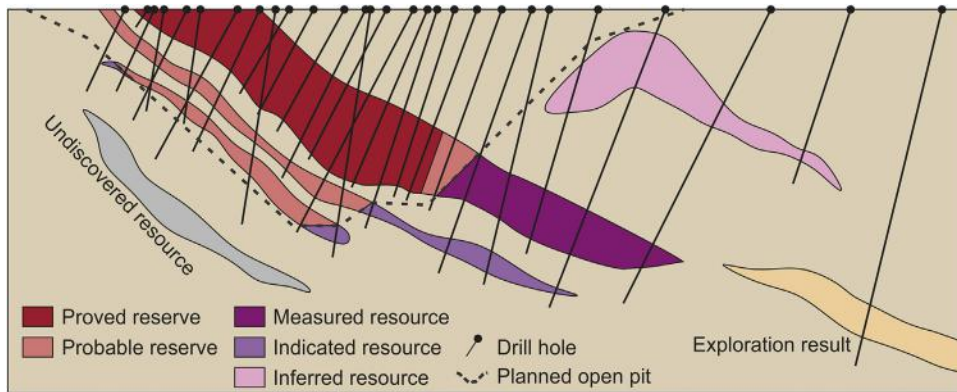 Undiscovered resource
Proved reserve
Probable reserve
Measured resource
Indicated resource
Inferred resource
Drill hole
Planned open pit
Exploration result